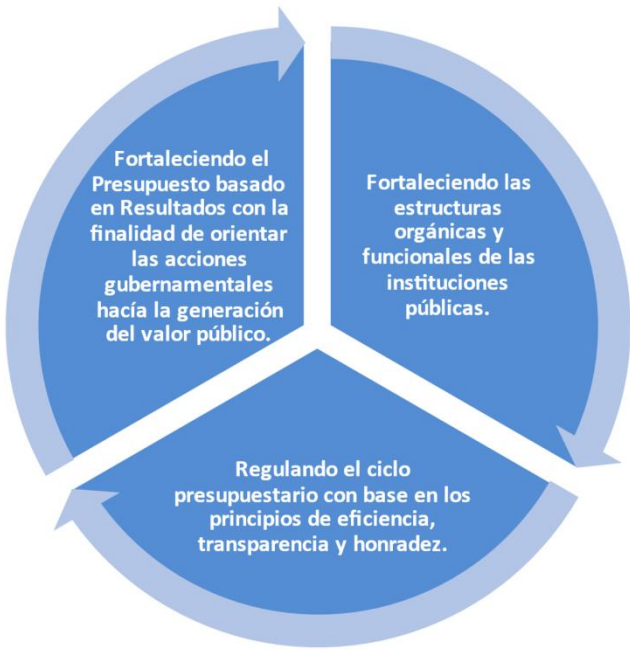 Fortaleciendo el
Presupuesto basado
en Resultados con la
finalidad de orientar
las acciones
gubernamentales
hacía la generación
del valor público.
Fortaleciendo las
estructuras
orgánicas y
funcionales de las
instituciones
públicas.
Regulando el ciclo
presupuestario con base en los
principios de eficiencia,
transparencia y honradez.